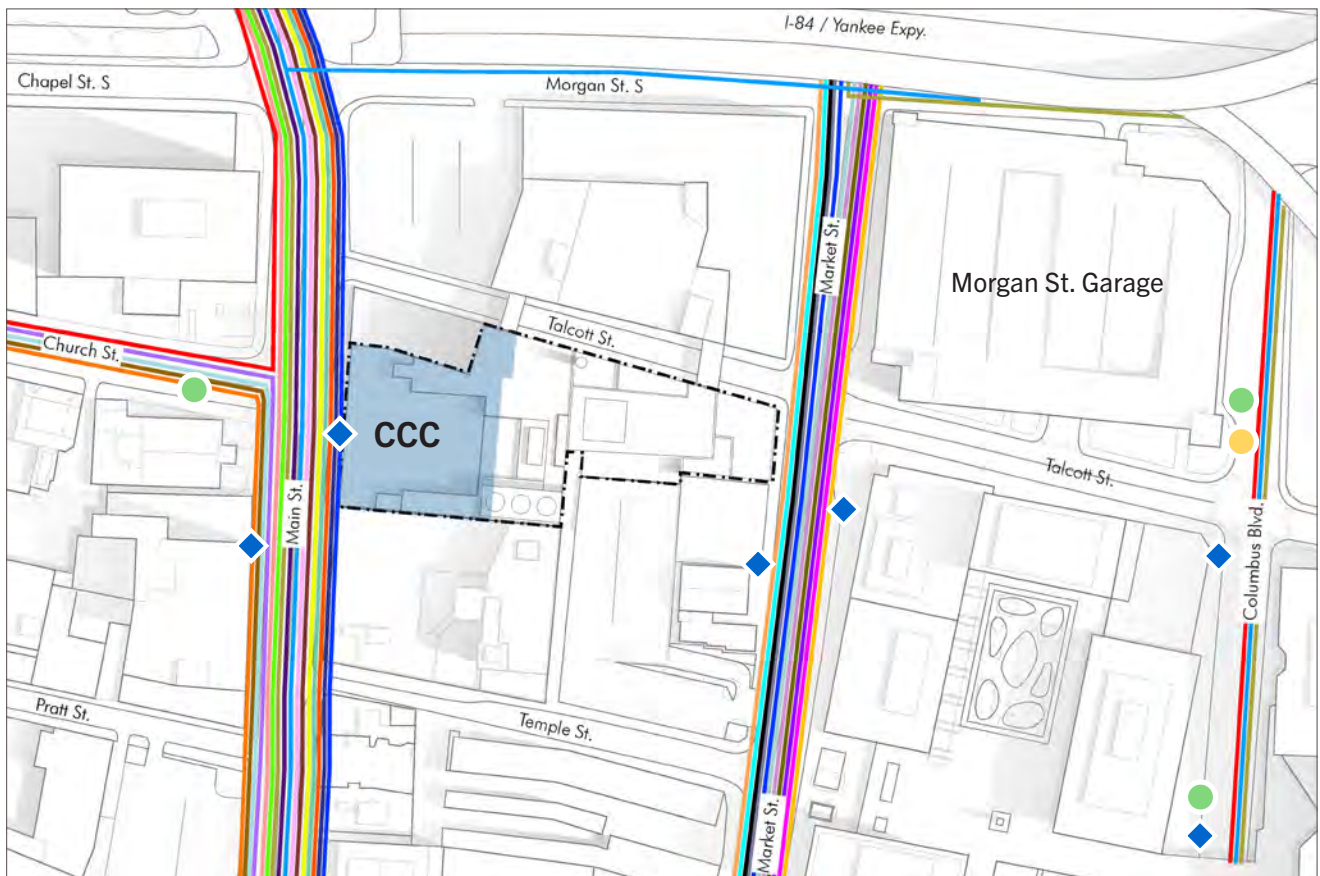 I-84 / Yankee Expy.
Chapel St. S
Morgan St. S
Market St.
Morgan St. Garage
Talcott St.
Church St.
CCC
Talcott St.
Main St.
Columbus Blvd.
Pratt St.
Temple St.
Market St.